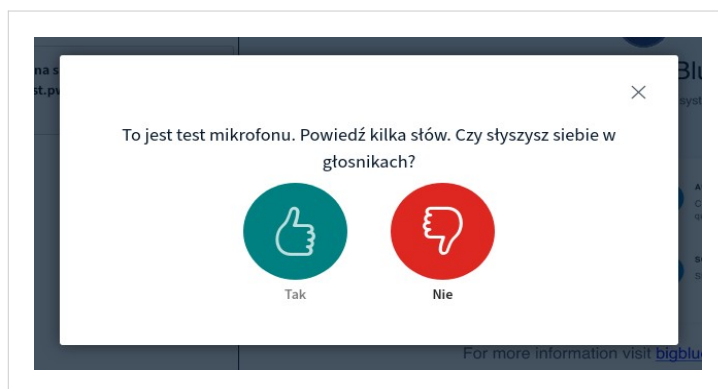 To jest test mikrofonu. Powiedź kilka słów. Czy słyszysz siebie w
głosnikach?
Tak
Nie
For more information visit bigblu